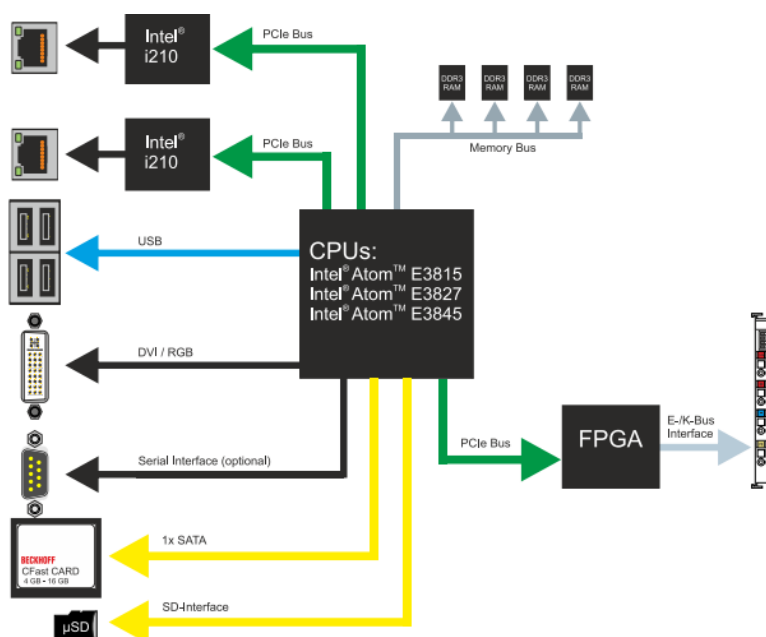 Intel®
i210
PCIe Bus
DDR3
RAM
DDR3
RAM
DDR3
RAM
DDR3
RAM
Memory Bus
Intel®
i210
PCIe Bus
USB
CPUs:
Intel® Atom™ E3815
Intel® Atom™ E3827
Intel® Atom™ E3845
DVI / RGB
PCIe Bus
FPGA
E-/K-Bus
Interface
Serial Interface (optional)
1x SATA
BECKHOFF
CFast CARD
4 GB - 16 GB
SD-Interface
µSD